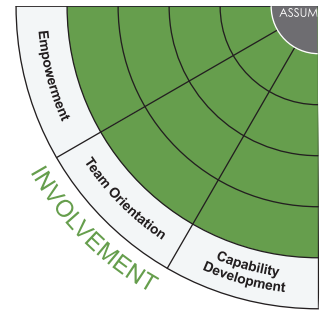 ASSUM
Empowerment
Team Orientation
Capability
Development
INVOLVEMENT